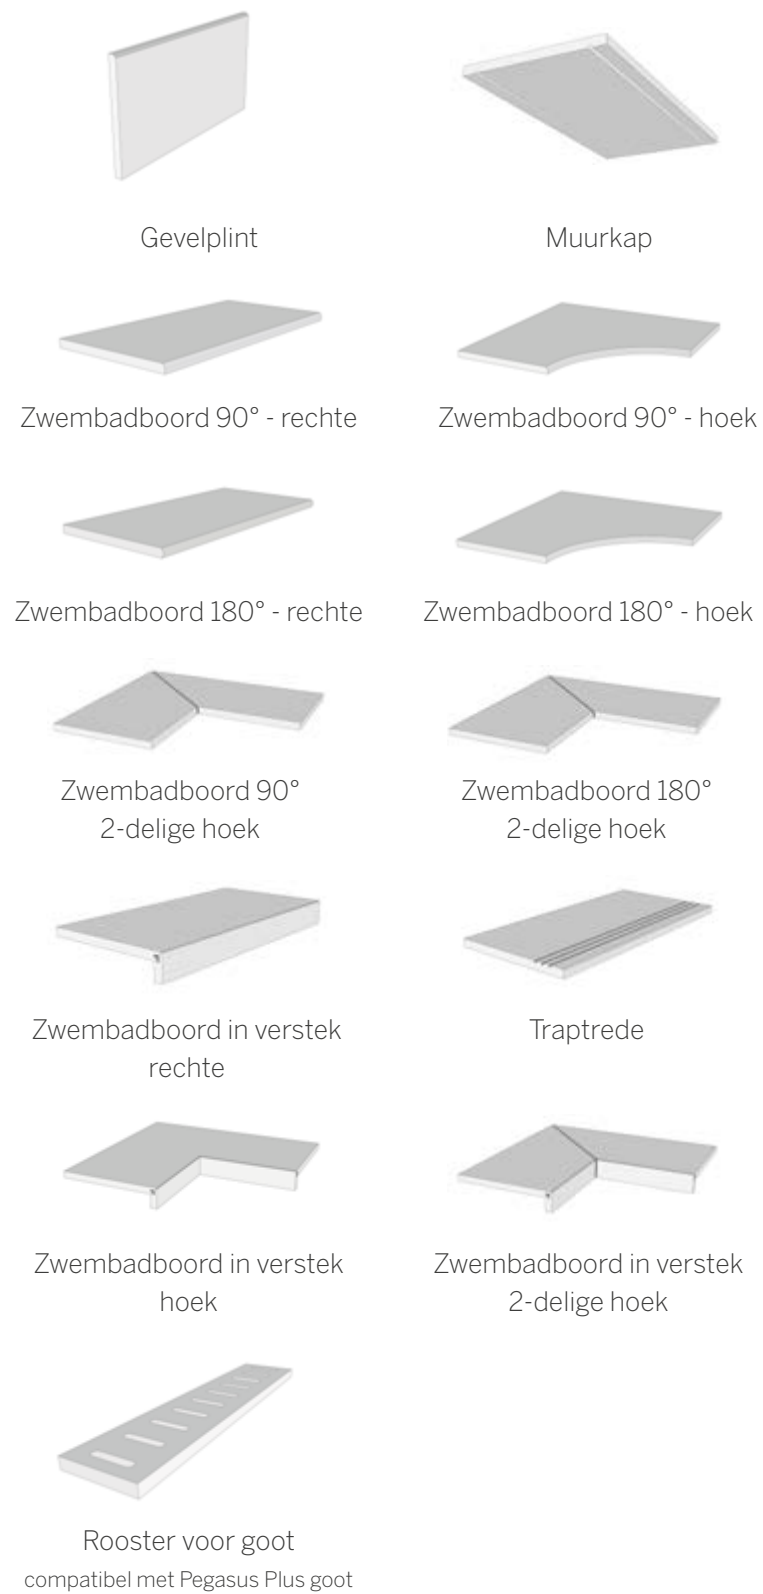 Gevelplint
Muurkap
Zwembadboord 90° - rechte
Zwembadboord 90° - hoek
Zwembadboord 180° - rechte
Zwembadboord 180° - hoek
Zwembadboord 90°
2-delige hoek
Zwembadboord 180°
2-delige hoek
Zwembadboord in verstek
rechte
Traptrede
Zwembadboord in verstek
hoek
Zwembadboord in verstek
2-delige hoek
Rooster voor goot
compatibel met Pegasus Plus goot